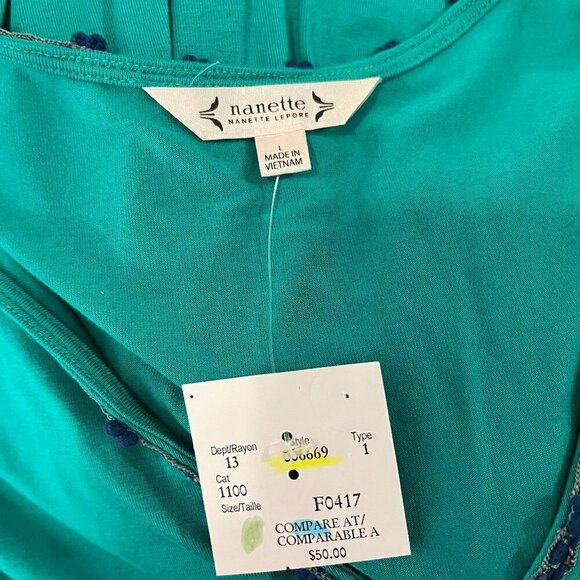 nanette
NANETTE LEPORE
L
MADE IN
VIETNAM
Dept/Rayon Style Type
13 1
Cat
1100
Size/Taille F0417
COMPARE AT/
COMPARABLE A
$50.00